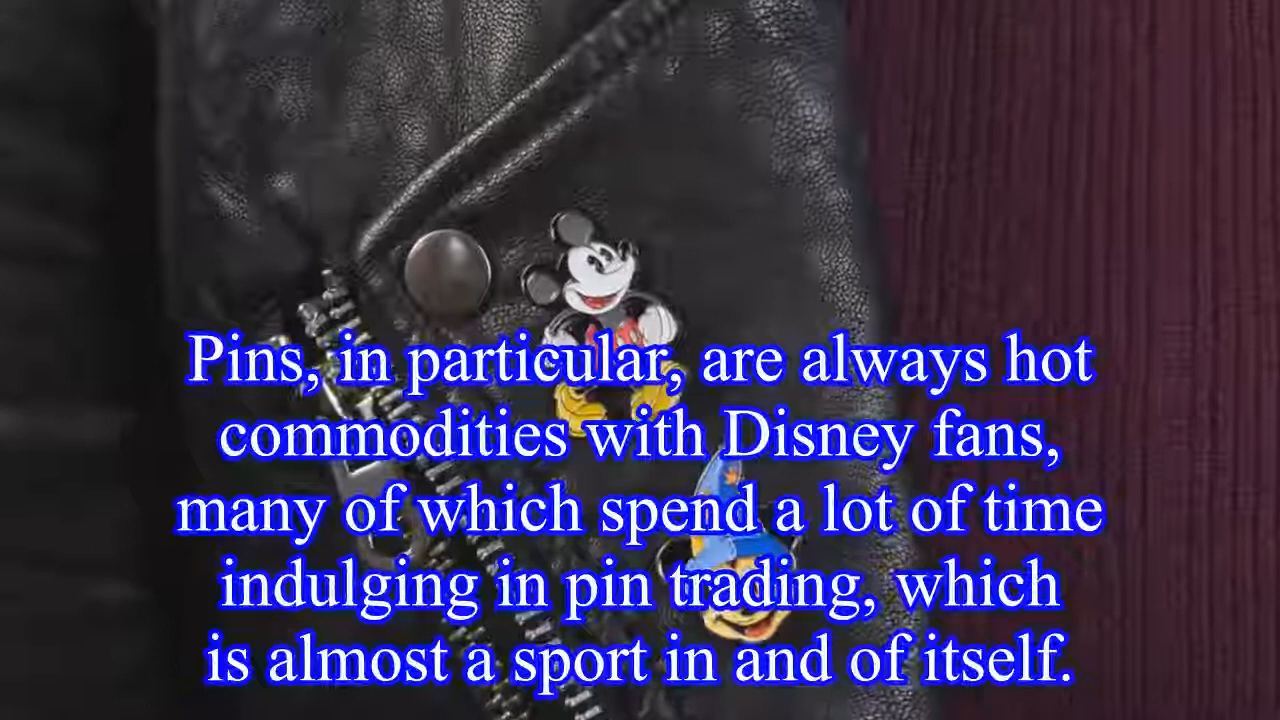 Pins, in particular, are always hot
commodities with Disney fans,
many of which spend a lot of time
indulging in pin trading, which
is almost a sport in and of itself.